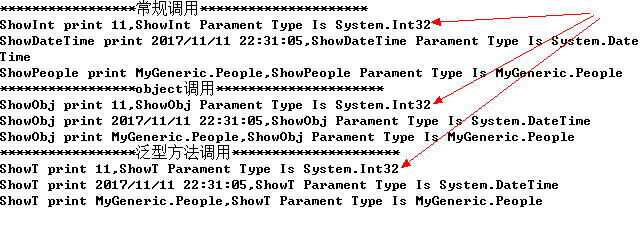 *****************常规调用*********************
ShowInt print 11,ShowInt Parament Type Is System.Int32
ShowDateTime print 2017/11/11 22:31:05,ShowDateTime Parament Type Is System.Date
Time
ShowPeople print MyGeneric.People,ShowPeople Parament Type Is MyGeneric.People
*****************object调用*********************
ShowObj print 11,ShowObj Parament Type Is System.Int32
ShowObj print 2017/11/11 22:31:05,ShowObj Parament Type Is System.DateTime
ShowObj print MyGeneric.People,ShowObj Parament Type Is MyGeneric.People
*****************泛型方法调用*********************
ShowT print 11,ShowT Parament Type Is System.Int32
ShowT print 2017/11/11 22:31:05,ShowT Parament Type Is System.DateTime
ShowT print MyGeneric.People,ShowT Parament Type Is MyGeneric.People